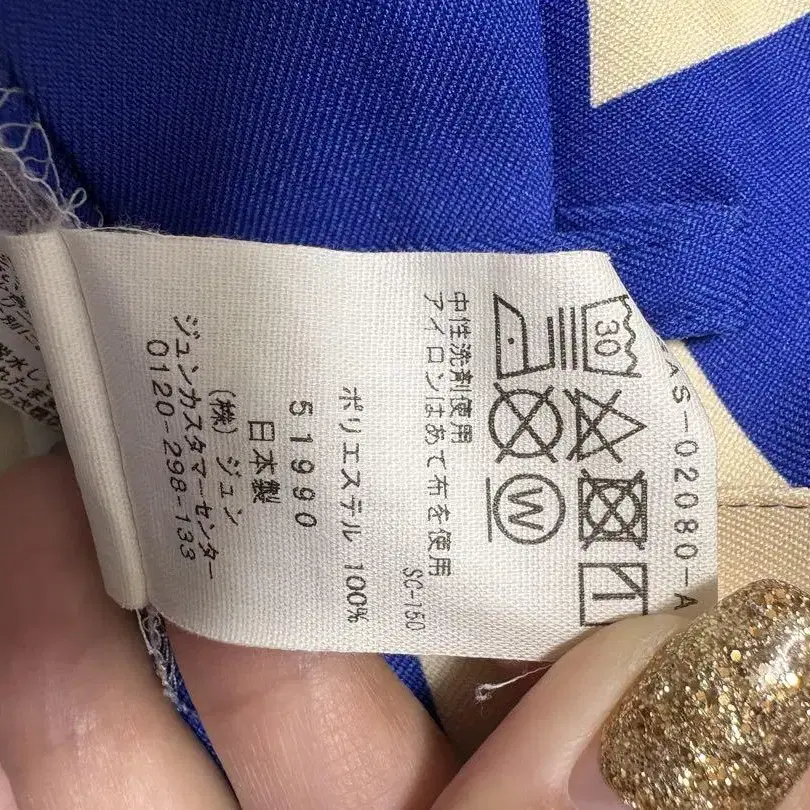 AS-02080-A
30
W
中性洗剤使用
アイロンはあて布を使用
SC-150
ポリエステル 100%
51990
日本製
(株)ジュン
ジュンカスタマーセンター
0120-298-133